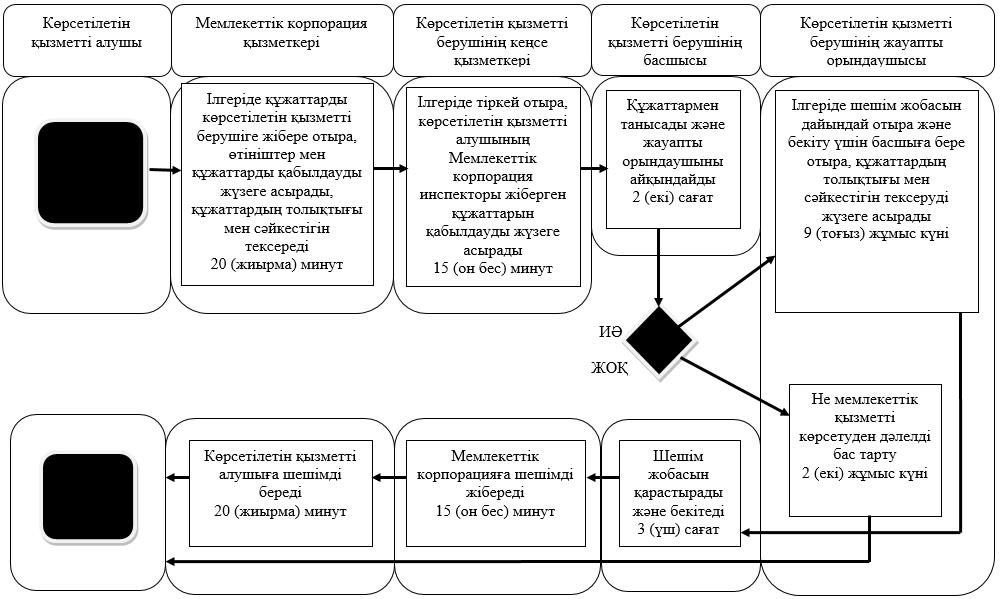 Көрсетілетін
қызметті алушы
Мемлекеттік корпорация
қызметкері
Көрсетілетін қызметті
берушінің кеңсе
қызметкері
Көрсетілетін
қызметті берушінің
басшысы
Көрсетілетін қызметті
берушінің жауапты
орындаушысы
Ілгеріде құжаттарды
көрсетілетін қызметті
берушіге жібере отыра,
өтініштер мен
құжаттарды қабылдауды
жүзеге асырады,
құжаттардың толықтығы
мен сәйкестігін
тексереді
20 (жиырма) минут
Ілгеріде тіркей отыра,
көрсетілетін қызметті
алушының
Мемлекеттік
корпорация
инспекторы жіберген
құжаттарын
қабылдауды жүзеге
асырады
15 (он бес) минут
Құжаттармен
танысады және
жауапты
орындаушыны
айқындайды
2 (екі) сағат
Ілгеріде шешім жобасын
дайындай отыра және
бекіту үшін басшыға бере
отыра, құжаттардың
толықтығы мен
сәйкестігін тексеруді
жүзеге асырады
9 (тоғыз) жұмыс күні
ИӘ
ЖОҚ
Не мемлекеттік
қызметті
көрсетуден дәлелді
бас тарту
2 (екі) жұмыс күні
Көрсетілетін қызметті
алушыға шешімді
береді
20 (жиырма) минут
Мемлекеттік
корпорацияға шешімді
жібереді
15 (он бес) минут
Шешім
жобасын
қарастырады
және бекітеді
3 (үш) сағат